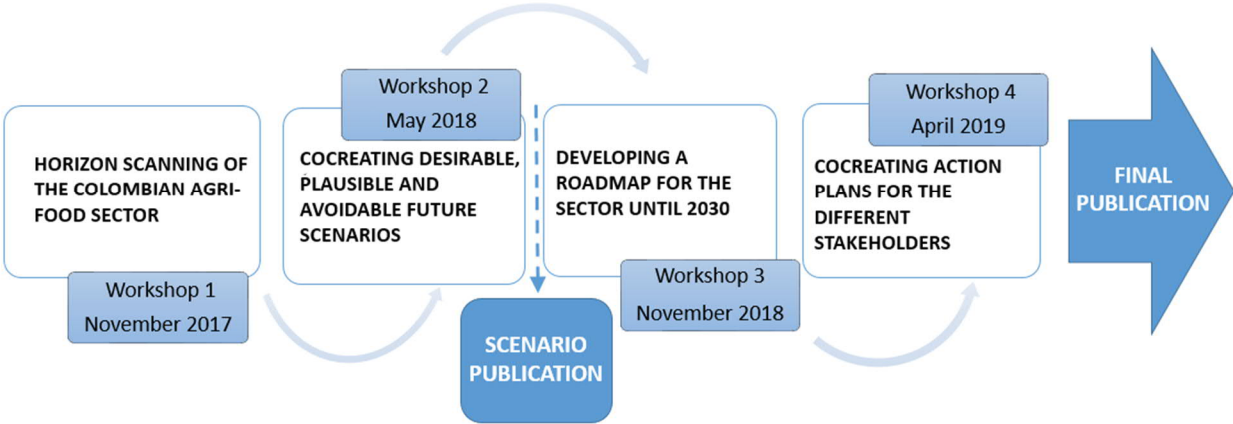 HORIZON SCANNING OF
THE COLOMBIAN AGRI-
FOOD SECTOR
Workshop 1
November 2017
Workshop 2
May 2018
COCREATING DESIRABLE,
PLAUSIBLE AND
AVOIDABLE FUTURE
SCENARIOS
SCENARIO
PUBLICATION
DEVELOPING A
ROADMAP FOR THE
SECTOR UNTIL 2030
Workshop 3
November 2018
Workshop 4
April 2019
COCREATING ACTION
PLANS FOR THE
DIFFERENT
STAKEHOLDERS
FINAL
PUBLICATION